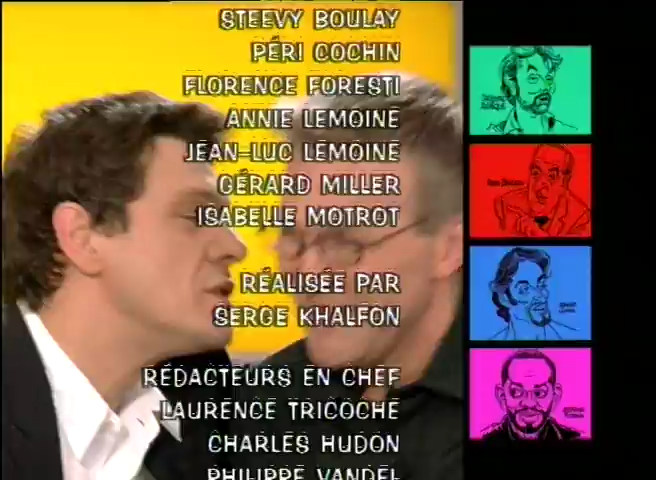 STEEVY BOULAY
PÉRI COCHIN
FLORENCE FORESTI
ANNIE LEMOINE
JEAN-LUC LEMOINE
GÉRARD MILLER
ISABELLE MOTROT
RÉALISÉE PAR
SERGE KHALFON
RÉDACTEURS EN CHEF
LAURENCE TRICOCHE
CHARLES HUDON
PHILIPPE VANDEL